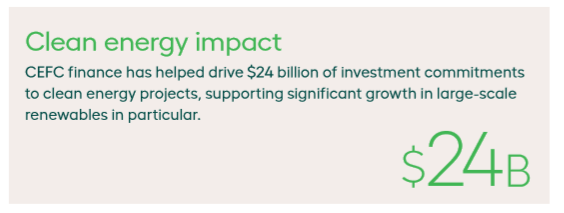 Clean energy impact
CEFC finance has helped drive $24 billion of investment commitments
to clean energy projects, supporting significant growth in large-scale
renewables in particular.
$24B